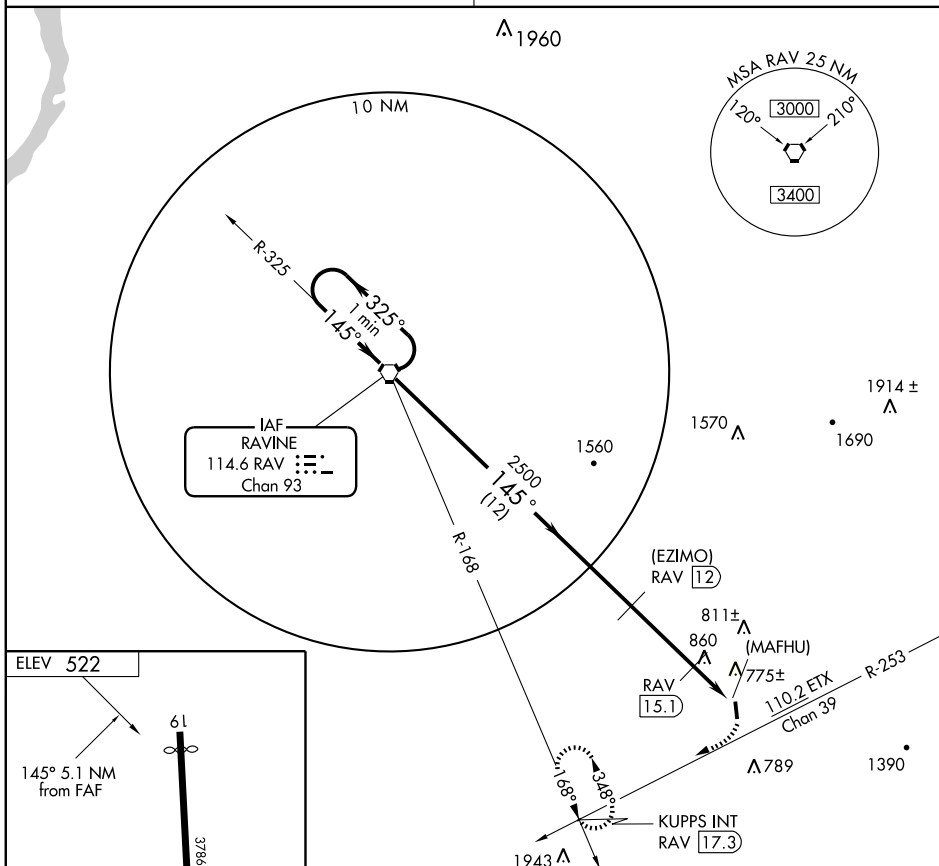 1960
MSA RAV 25 NM
120°
3000
210°
3400
10 NM
R-325
325°
1 min
145°
IAF
RAVINE
114.6 RAV
Chan 93
1914 ±
1570
1690
1560
2500
145°
(12)
R-168
(EZIMO)
RAV 12
811±
860
(MAFHU)
775±
RAV
15.1
R-253
110.2 ETX
Chan 39
789
1390
168°
348°
KUPPS INT
RAV 17.3
1943
ELEV 522
19
145° 5.1 NM
from FAF
3786